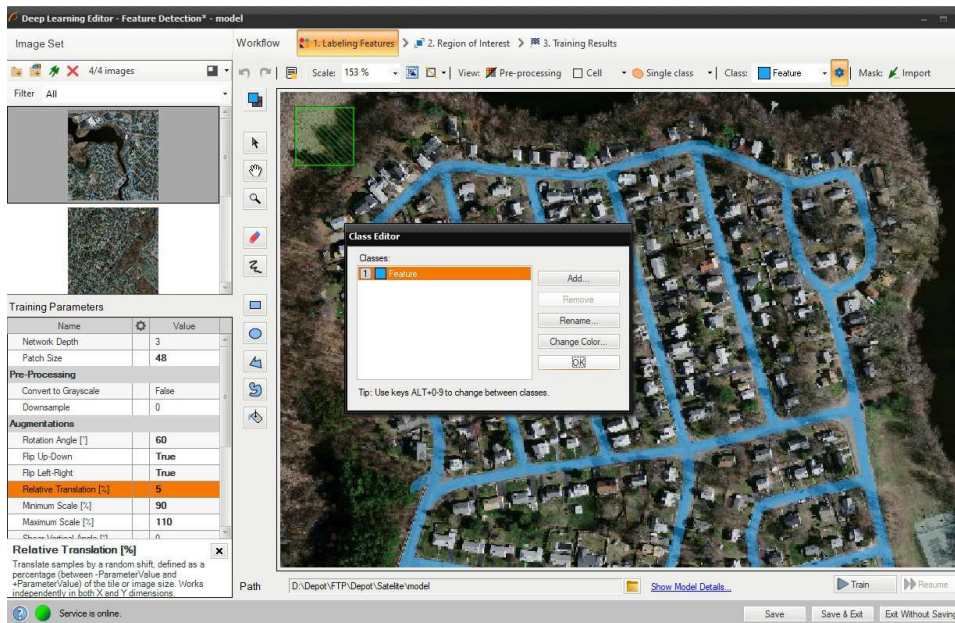 Deep Learning Editor - Feature Detection* - model
Image Set
Workflow
1. Labeling Features
2. Region of Interest
3. Training Results
4/4 images
Scale: 153 %
View: Pre-processing
Cell
Single class
Class: Feature
Mask: Import
Filter All
Class Editor
Classes:
1 Feature
Add...
Remove
Rename...
Change Color...
OK
Tip: Use keys ALT+0-9 to change between classes.
Training Parameters
Name Value
Network Depth 3
Patch Size 48
Pre-Processing
Convert to Grayscale False
Downsample 0
Augmentations
Rotation Angle [°] 60
Flip Up-Down True
Flip Left-Right True
Relative Translation [%] 5
Minimum Scale [%] 90
Maximum Scale [%] 110
Shear Vertical Angle [°] 0
Relative Translation [%]
Translate samples by a random shift, defined as a
percentage (between -ParameterValue and
+ParameterValue) of the tile or image size. Works
independently in both X and Y dimensions.
Path D:\Depot\FTP\Depot\Satelite\model
Show Model Details...
Train
Resume
Service is online.
Save
Save & Exit
Exit Without Saving